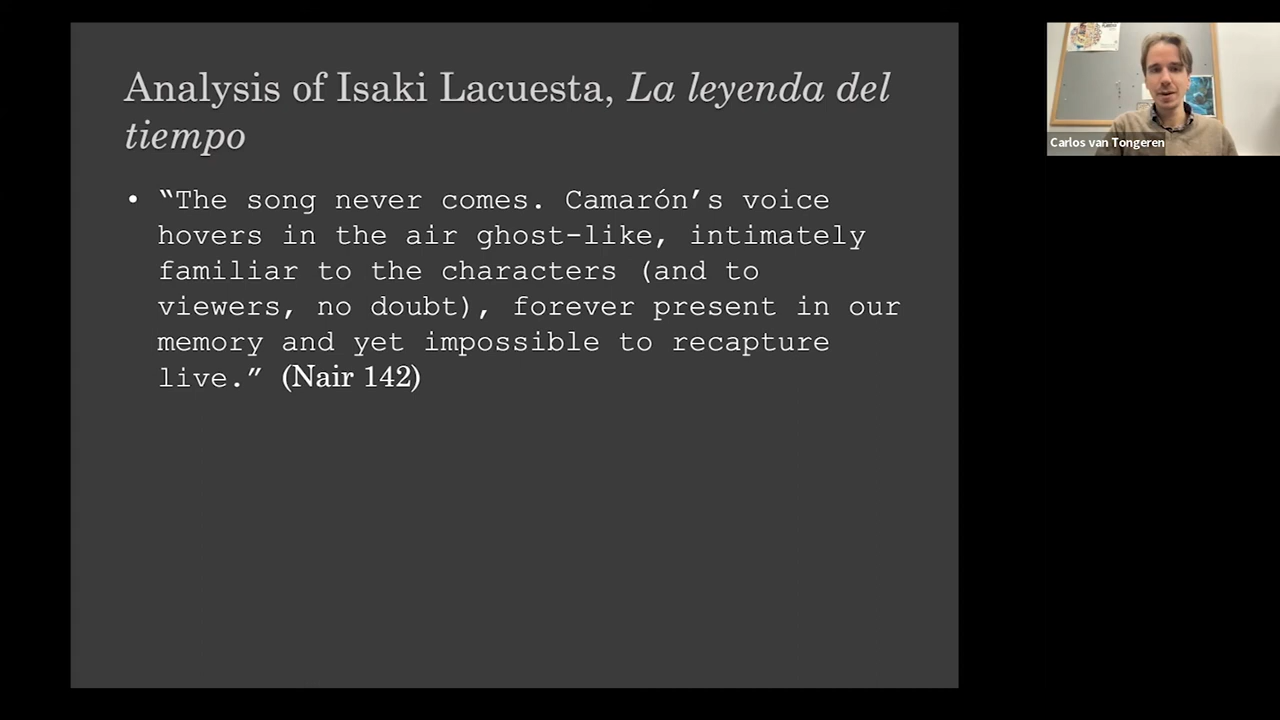 Analysis of Isaki Lacuesta, La leyenda del
tiempo
• “The song never comes. Camarón’s voice
hovers in the air ghost-like, intimately
familiar to the characters (and to
viewers, no doubt), forever present in our
memory and yet impossible to recapture
live.” (Nair 142)
Carlos van Tongeren